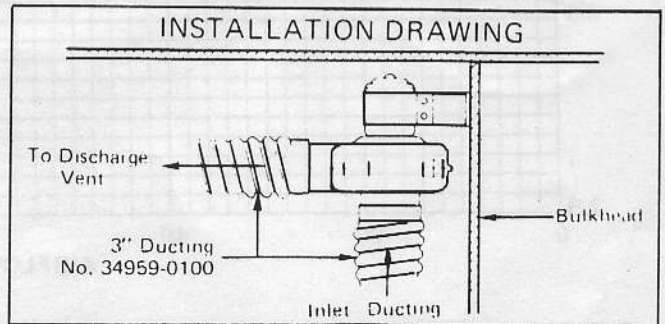 INSTALLATION DRAWING
To Discharge
Vent
3" Ducting
No. 34959-0100
Bulkhead
Inlet Ducting